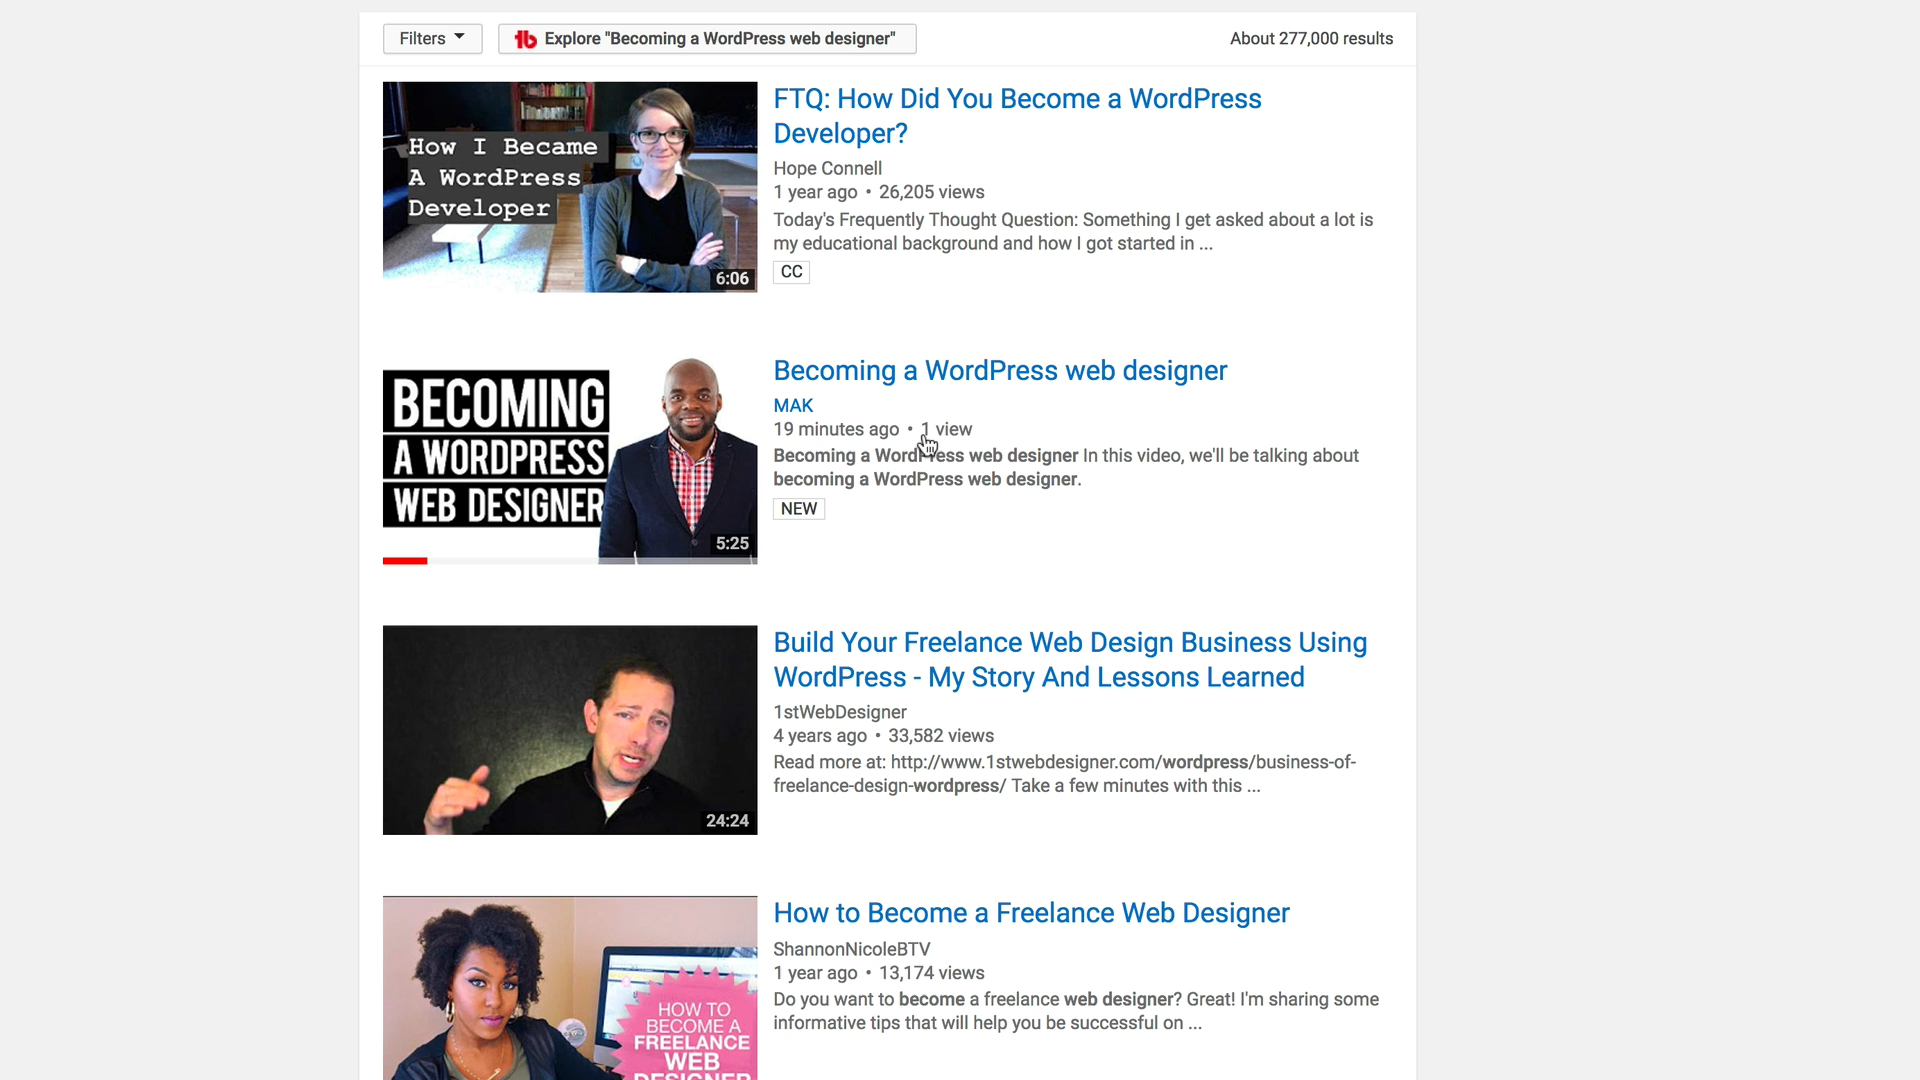 Filters
Explore "Becoming a WordPress web designer"
About 277,000 results
How I Became
A WordPress
Developer
6:06
FTQ: How Did You Become a WordPress
Developer?
Hope Connell
1 year ago • 26,205 views
Today's Frequently Thought Question: Something I get asked about a lot is
my educational background and how I got started in ...
CC
BECOMING
A WORDPRESS
WEB DESIGNER
5:25
Becoming a WordPress web designer
MAK
19 minutes ago • 1 view
Becoming a WordPress web designer In this video, we'll be talking about
becoming a WordPress web designer.
NEW
24:24
Build Your Freelance Web Design Business Using
WordPress - My Story And Lessons Learned
1stWebDesigner
4 years ago • 33,582 views
Read more at: http://www.1stwebdesigner.com/wordpress/business-of-
freelance-design-wordpress/ Take a few minutes with this ...
HOW TO
BECOME A
FREELANCE
WEB
DESIGNER
How to Become a Freelance Web Designer
ShannonNicoleBTV
1 year ago • 13,174 views
Do you want to become a freelance web designer? Great! I'm sharing some
informative tips that will help you be successful on ...